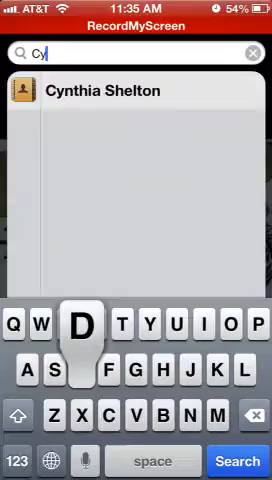 AT&T 11:35 AM 54%
RecordMyScreen
Cy
Cynthia Shelton
Q W D T Y U I O P
A S F G H J K L
Z X C V B N M
123 space Search